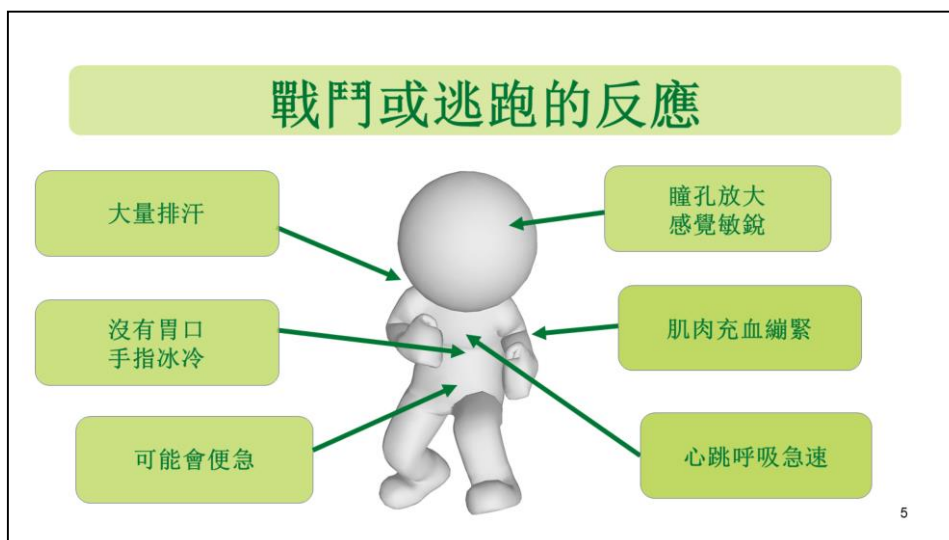 戰鬥或逃跑的反應
大量排汗
瞳孔放大
感覺敏銳
沒有胃口
手指冰冷
肌肉充血繃緊
可能會便急
心跳呼吸急速
5